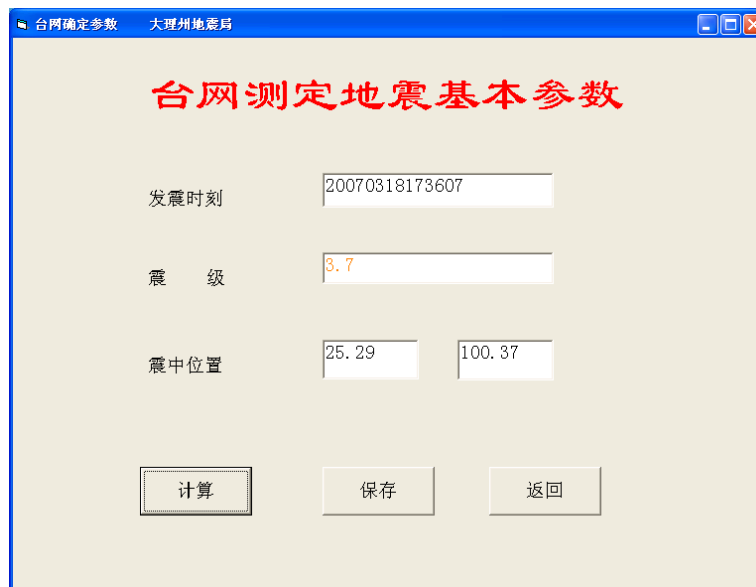 台网确定参数 大理州地震局
台网测定地震基本参数
发震时刻 20070318173607
震 级 3.7
震中位置 25.29 100.37
计算 保存 返回